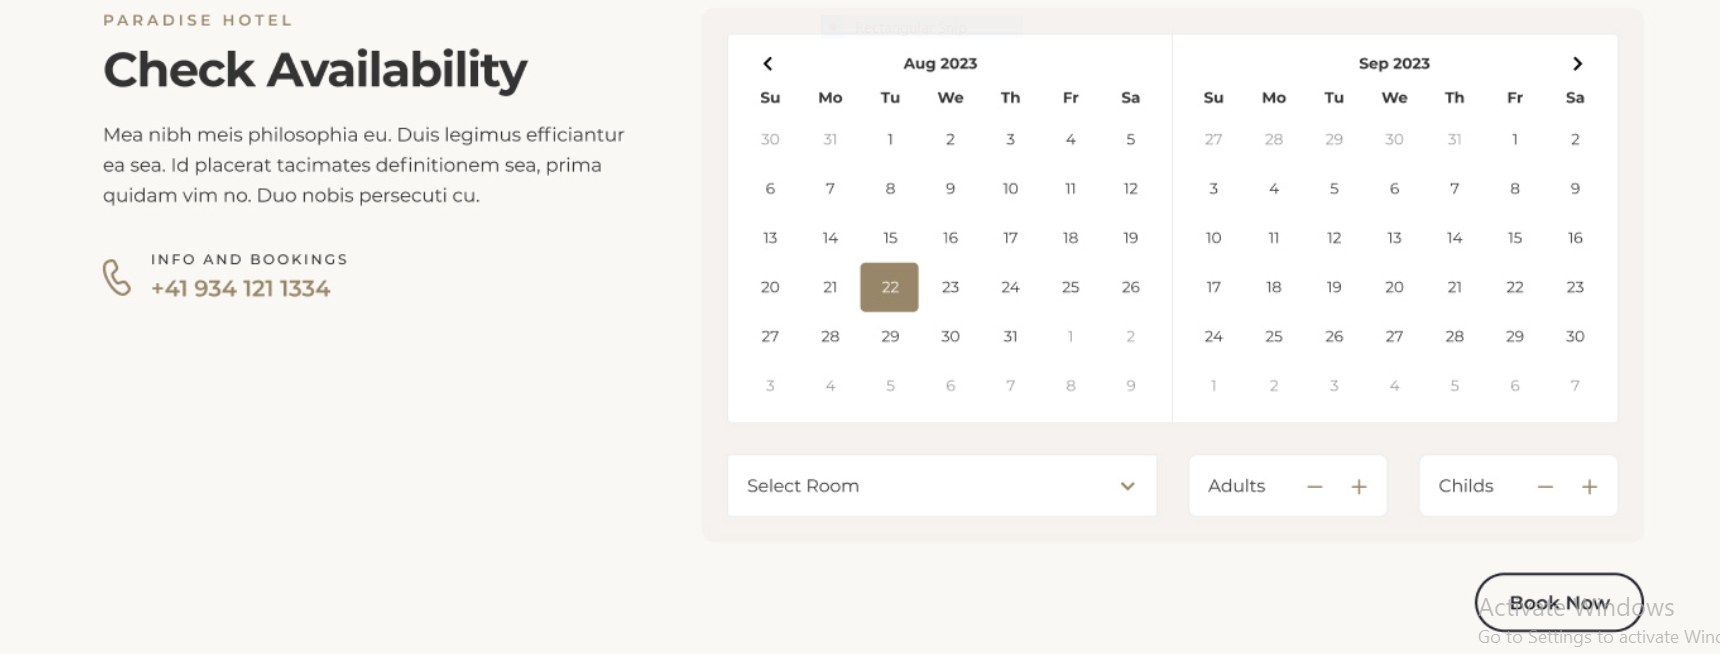 PARADISE HOTEL
Check Availability
Mea nibh meis philosophia eu. Duis legimus efficiantur
ea sea. Id placerat tacimates definitionem sea, prima
quidam vim no. Duo nobis persecuti cu.
INFO AND BOOKINGS
+41 934 121 1334
Rectangular Snip
Aug 2023
Su Mo Tu We Th Fr Sa
30 31 1 2 3 4 5
6 7 8 9 10 11 12
13 14 15 16 17 18 19
20 21 22 23 24 25 26
27 28 29 30 31 1 2
3 4 5 6 7 8 9
Sep 2023
Su Mo Tu We Th Fr Sa
27 28 29 30 31 1 2
3 4 5 6 7 8 9
10 11 12 13 14 15 16
17 18 19 20 21 22 23
24 25 26 27 28 29 30
1 2 3 4 5 6 7
Select Room
Adults − +
Childs − +
Book Now
Activate Windows
Go to Settings to activate Wind